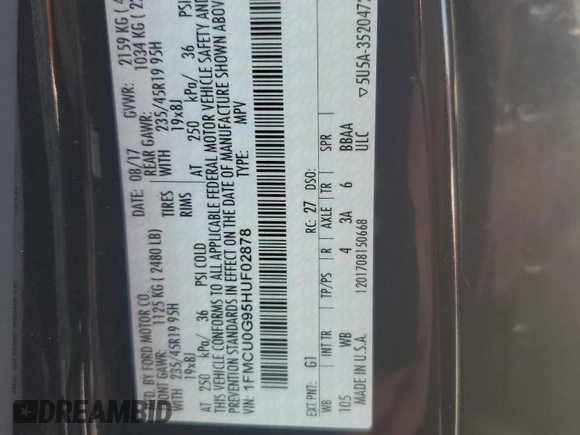 MFD. BY FORD MOTOR CO.
08/17
GVWR:
2159 KG
FRONT GAWR:
1125 KG ( 2480 LB)
REAR GAWR:
1034 KG
WITH
235/45R19 95H
TIRES
WITH
235/45R19 95H
19x8J
RIMS
19x8J
AT 250 kPa/ 36 PSI COLD
AT 250 kPa/ 36 PSI
THIS VEHICLE CONFORMS TO ALL APPLICABLE FEDERAL MOTOR VEHICLE SAFETY AND
PREVENTION STANDARDS IN EFFECT ON THE DATE OF MANUFACTURE SHOWN ABOVE
VIN: 1FMCU0G95HUF02878
TYPE: MPV
EXT PNT: G1
RC: 27
DSO:
WB
INT TR
TP/PS
R
AXLE
TR
SPR
105
WB
4
3A
6
BBAA
MADE IN U.S.A.
1201708150668
ULC
▽5U5A-3520472
DREAMBID